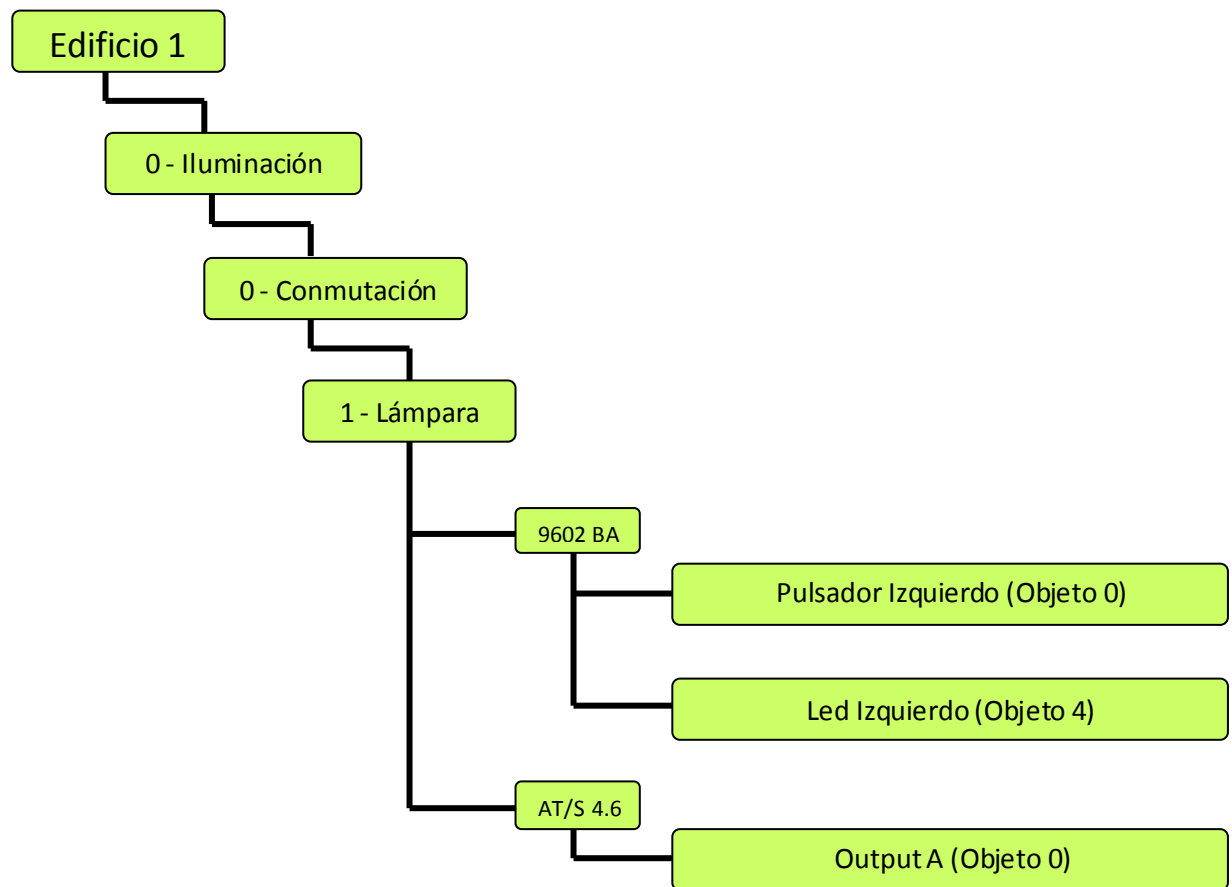 Edificio 1
0 - Iluminación
0 - Conmutación
1 - Lámpara
9602 BA
Pulsador Izquierdo (Objeto 0)
Led Izquierdo (Objeto 4)
AT/S 4.6
Output A (Objeto 0)